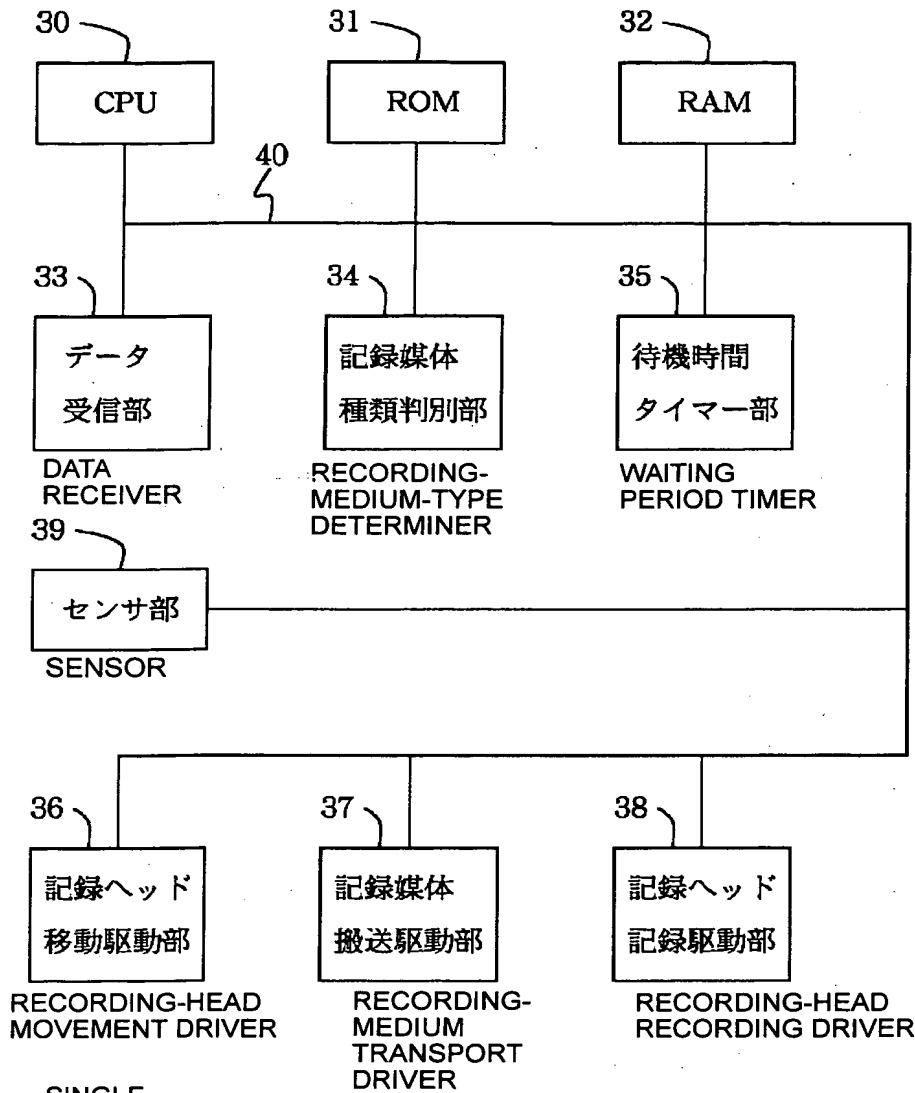 30
31
32
CPU
ROM
RAM
40
33
34
35
データ
受信部
記録媒体
種類判別部
待機時間
タイマー部
DATA
RECEIVER
RECORDING-
MEDIUM-TYPE
DETERMINER
WAITING
PERIOD TIMER
39
センサ部
SENSOR
36
37
38
記録ヘッド
移動駆動部
記録媒体
搬送駆動部
記録ヘッド
記録駆動部
RECORDING-HEAD
MOVEMENT DRIVER
RECORDING-
MEDIUM
TRANSPORT
DRIVER
RECORDING-HEAD
RECORDING DRIVER
SINGLE